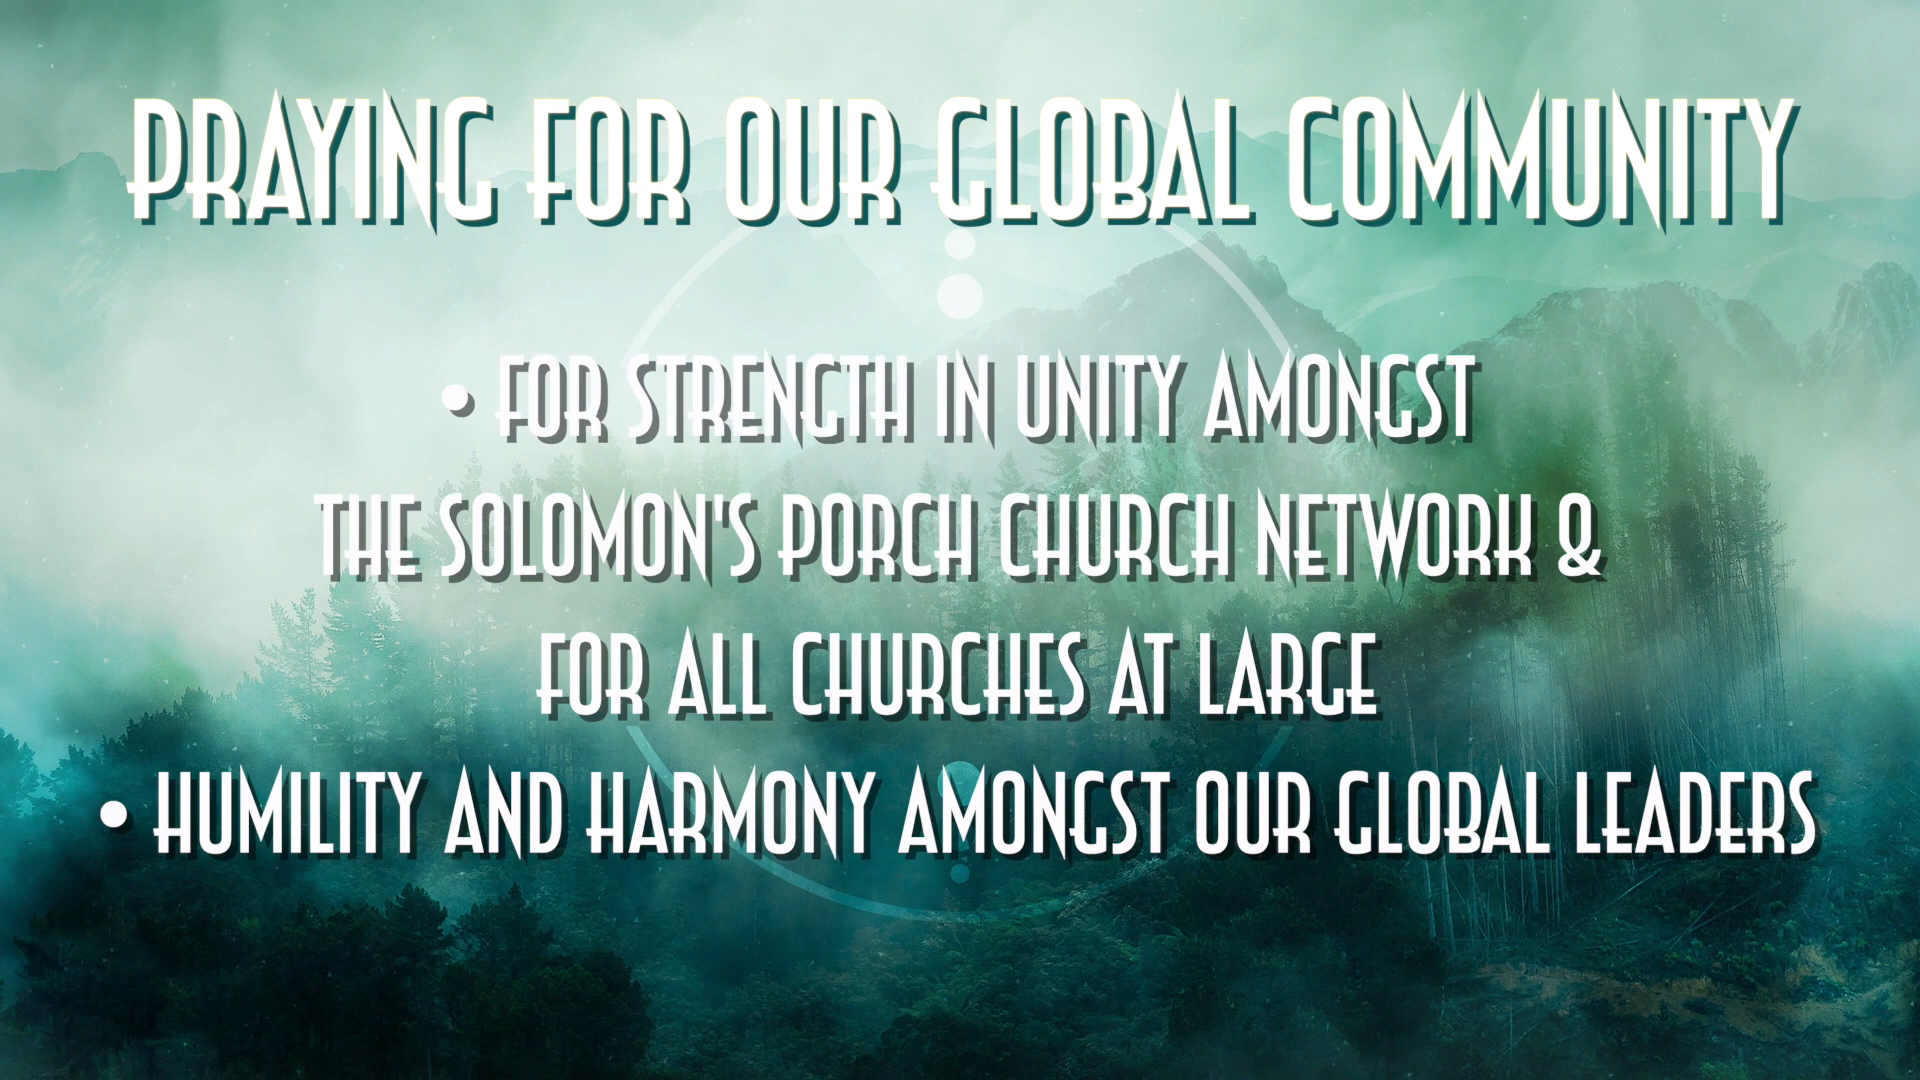 PRAYING FOR OUR GLOBAL COMMUNITY
• FOR STRENGTH IN UNITY AMONGST
THE SOLOMON'S PORCH CHURCH NETWORK &
FOR ALL CHURCHES AT LARGE
• HUMILITY AND HARMONY AMONGST OUR GLOBAL LEADERS